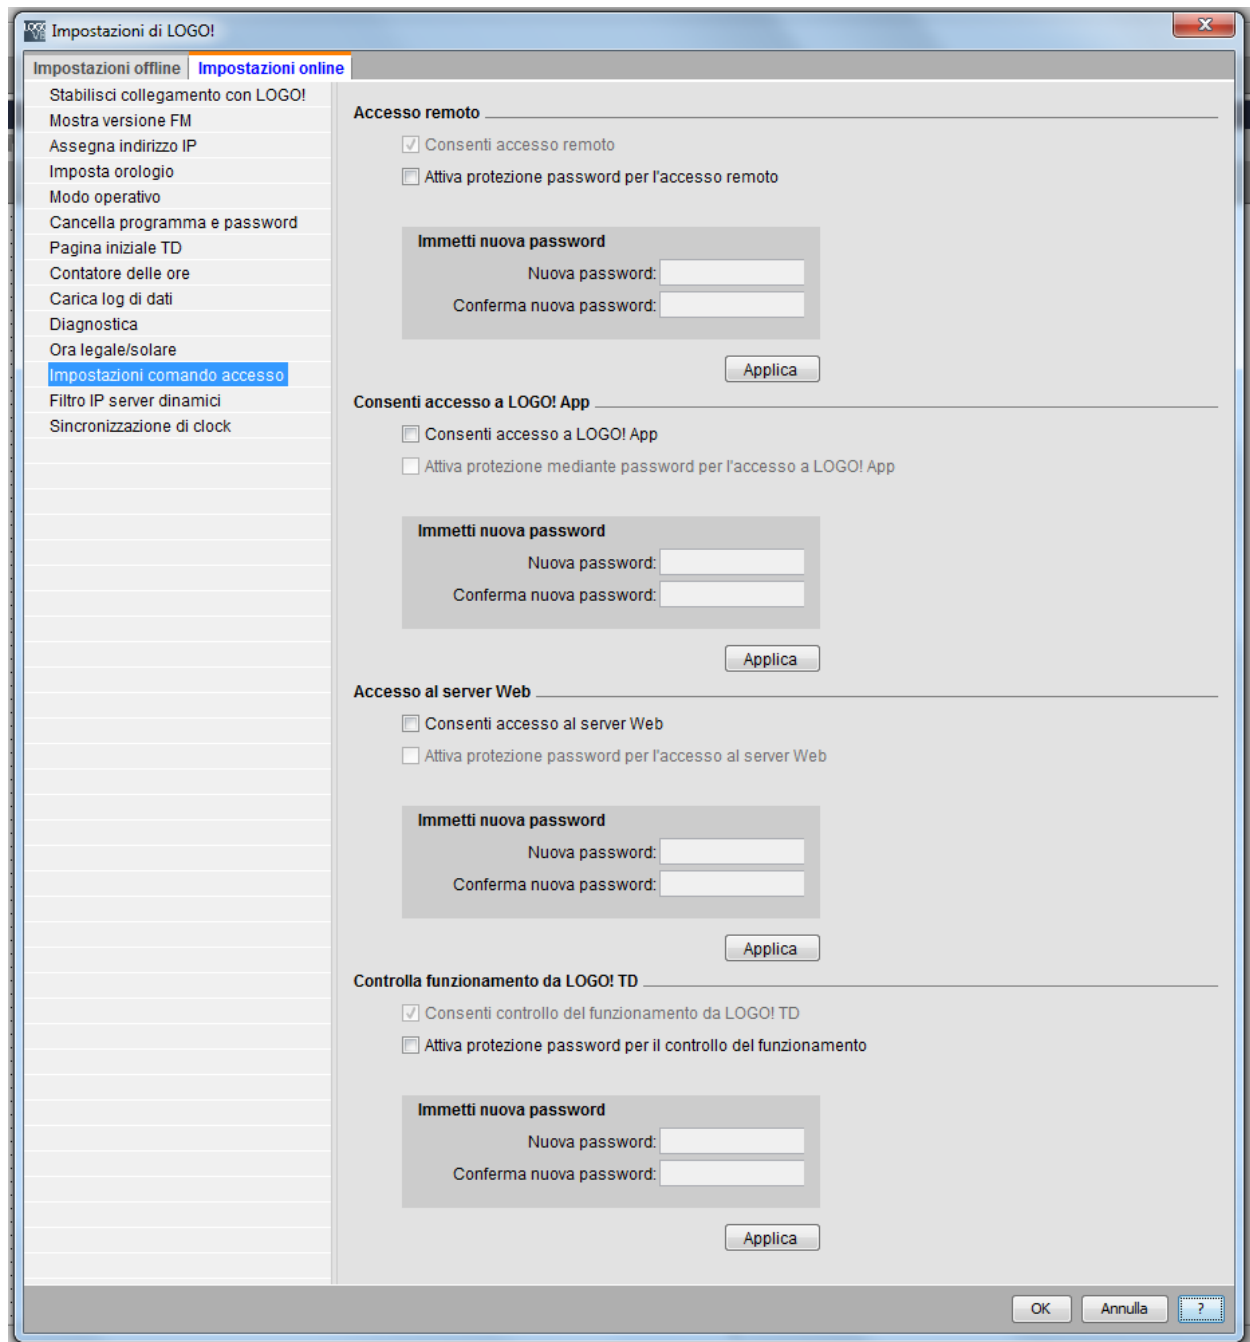 Impostazioni di LOGO!
Impostazioni offline
Impostazioni online
Stabilisci collegamento con LOGO!
Mostra versione FM
Assegna indirizzo IP
Imposta orologio
Modo operativo
Cancella programma e password
Pagina iniziale TD
Contatore delle ore
Carica log di dati
Diagnostica
Ora legale/solare
Impostazioni comando accesso
Filtro IP server dinamici
Sincronizzazione di clock
Accesso remoto
Consenti accesso remoto
Attiva protezione password per l'accesso remoto
Immetti nuova password
Nuova password:
Conferma nuova password:
Applica
Consenti accesso a LOGO! App
Consenti accesso a LOGO! App
Attiva protezione mediante password per l'accesso a LOGO! App
Immetti nuova password
Nuova password:
Conferma nuova password:
Applica
Accesso al server Web
Consenti accesso al server Web
Attiva protezione password per l'accesso al server Web
Immetti nuova password
Nuova password:
Conferma nuova password:
Applica
Controlla funzionamento da LOGO! TD
Consenti controllo del funzionamento da LOGO! TD
Attiva protezione password per il controllo del funzionamento
Immetti nuova password
Nuova password:
Conferma nuova password:
Applica
OK
Annulla
?